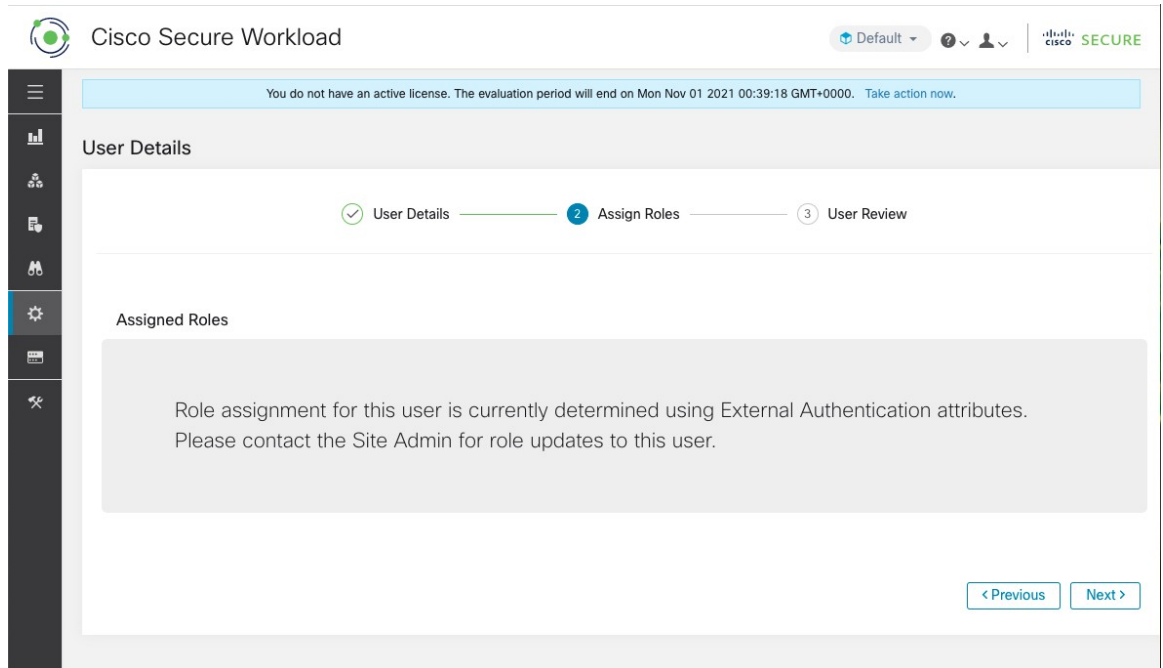 Cisco Secure Workload
Default
CISCO SECURE
You do not have an active license. The evaluation period will end on Mon Nov 01 2021 00:39:18 GMT+0000. Take action now.
User Details
User Details
2 Assign Roles
3 User Review
Assigned Roles
Role assignment for this user is currently determined using External Authentication attributes.
Please contact the Site Admin for role updates to this user.
< Previous
Next >